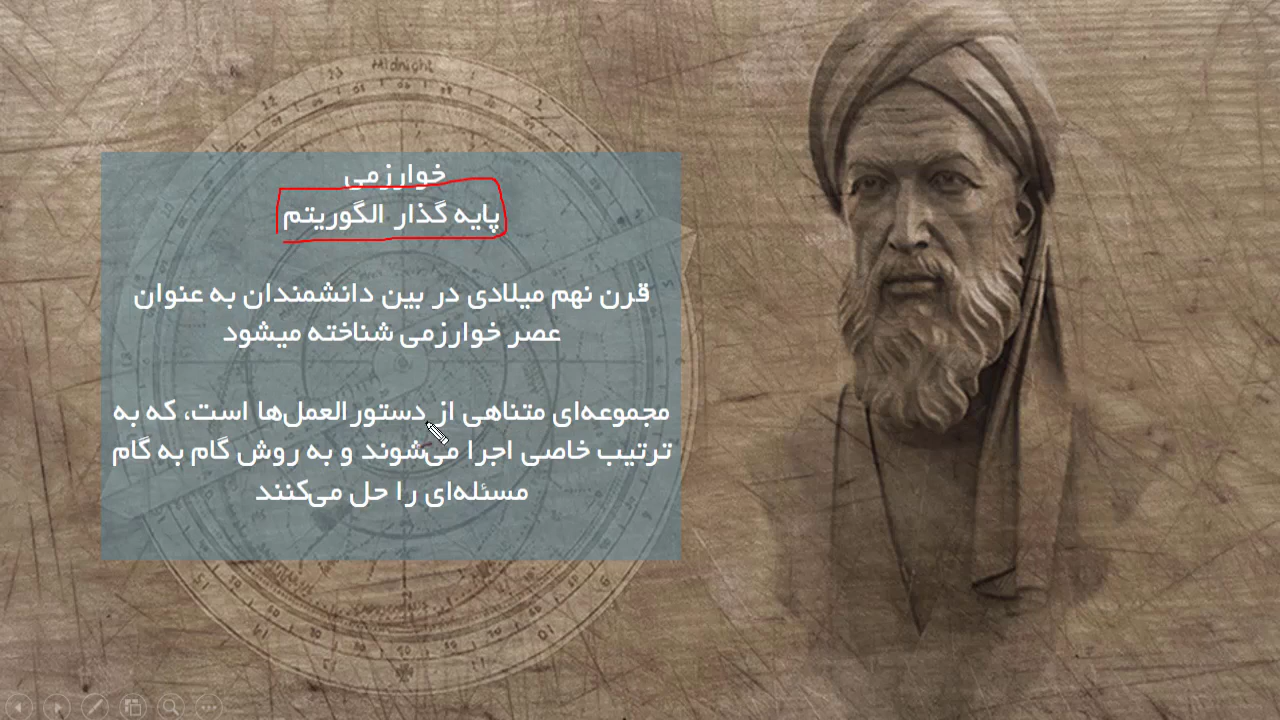 Midnight
خوارزمی
پایه گذار الگوریتم
قرن نهم میلادی در بین دانشمندان به عنوان
عصر خوارزمی شناخته میشود
مجموعه‌ای متناهی از دستورالعمل‌ها است، که به
ترتیب خاصی اجرا می‌شوند و به روش گام به گام
مسئله‌ای را حل می‌کنند